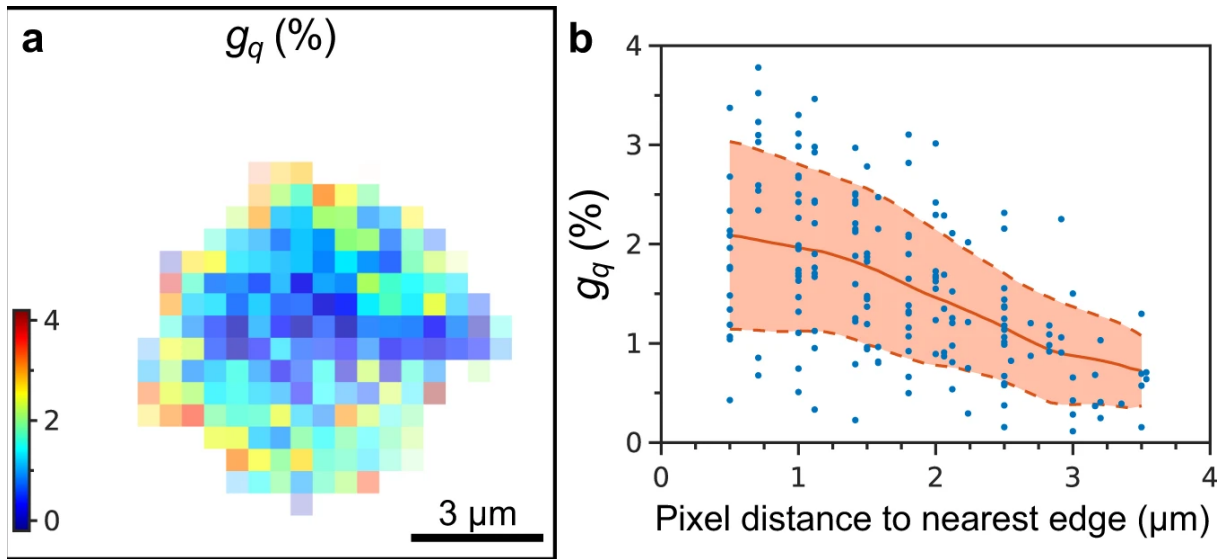 a
g_q (%)
4
2
0
3 μm
b
4
3
2
1
0
g_q (%)
0 1 2 3 4
Pixel distance to nearest edge (μm)